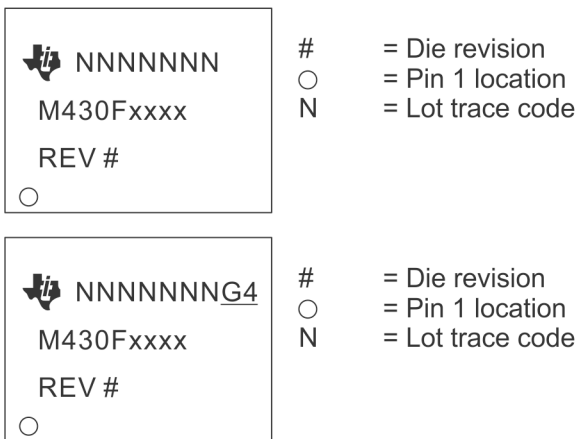 NNNNNNN
M430Fxxxx
REV #
# = Die revision
○ = Pin 1 location
N = Lot trace code
NNNNNNNG4
M430Fxxxx
REV #
# = Die revision
○ = Pin 1 location
N = Lot trace code